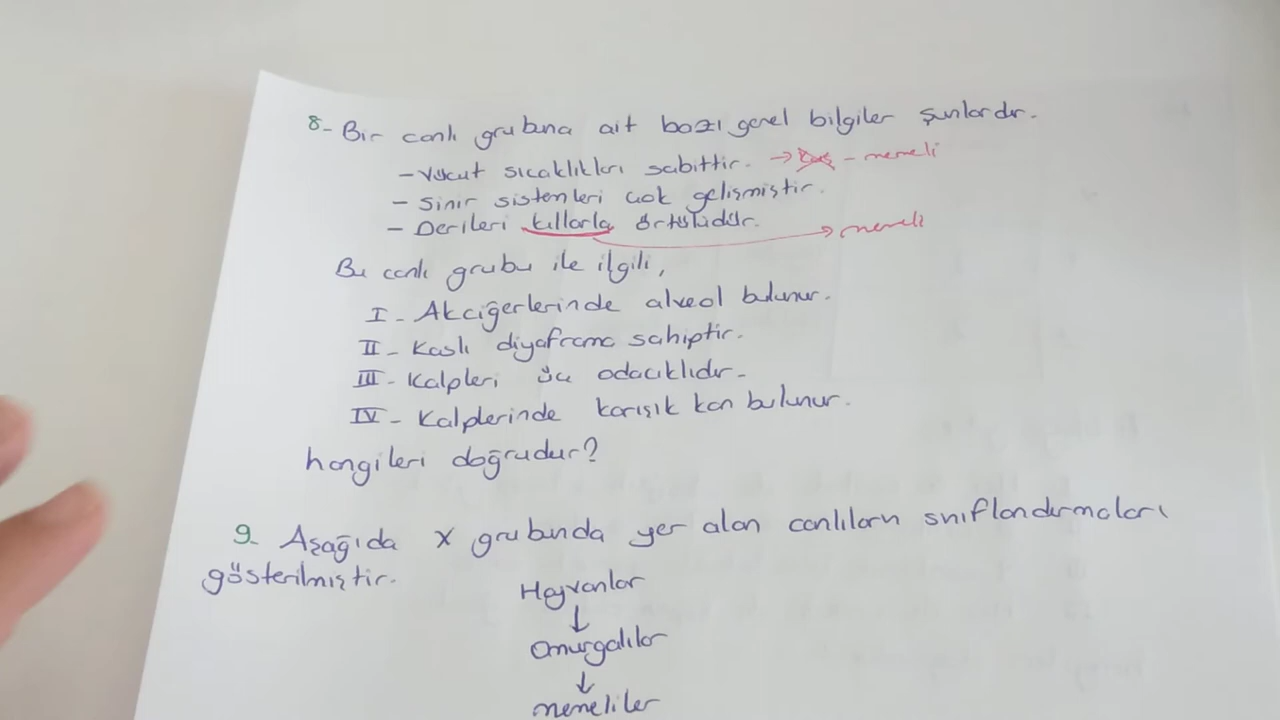 8- Bir canlı grubuna ait bazı genel bilgiler şunlardır.
- Vücut sıcaklıkları sabittir. → kuş - memeli
- Sinir sistemleri çok gelişmiştir.
- Derileri kıllarla örtülüdür. → memeli
Bu canlı grubu ile ilgili,
I - Akciğerlerinde alveol bulunur.
II - Kaslı diyaframa sahiptir.
III - Kalpleri üç odacıklıdır.
IV - Kalplerinde karışık kan bulunur.
hangileri doğrudur?
9- Aşağıda X grubunda yer alan canlıların sınıflandırmaları
gösterilmiştir.
Hayvanlar
↓
Omurgalılar
↓
memeliler